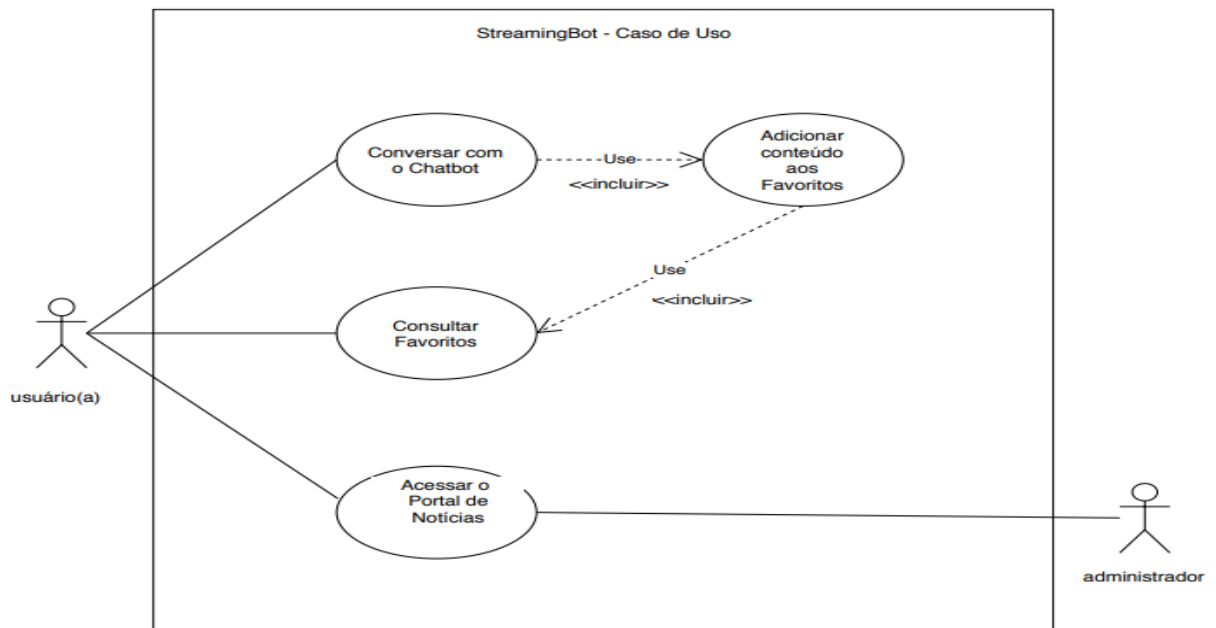 StreamingBot - Caso de Uso
Conversar com
o Chatbot
Use
<<incluir>>
Adicionar
conteúdo
aos
Favoritos
Use
<<incluir>>
Consultar
Favoritos
usuário(a)
Acessar o
Portal de
Notícias
administrador